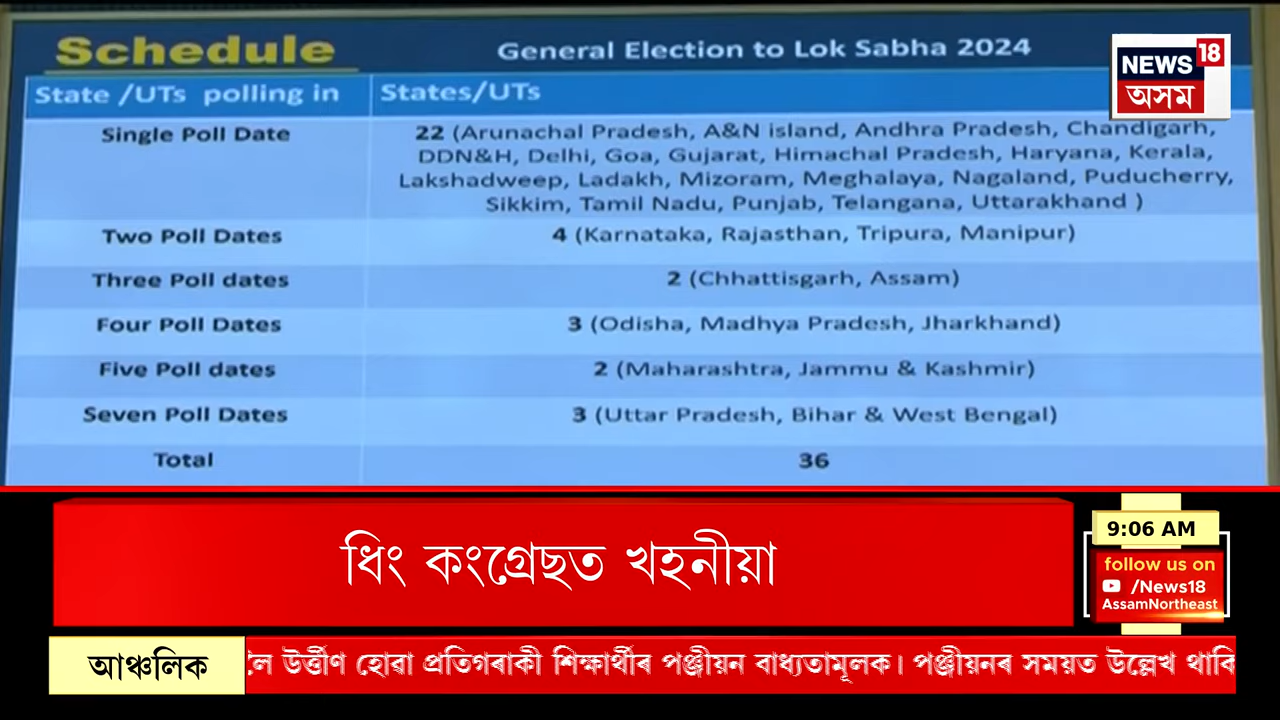 Schedule
General Election to Lok Sabha 2024
NEWS 18
অসম
State /UTs polling in
States/UTs
Single Poll Date
22 (Arunachal Pradesh, A&N island, Andhra Pradesh, Chandigarh,
DDN&H, Delhi, Goa, Gujarat, Himachal Pradesh, Haryana, Kerala,
Lakshadweep, Ladakh, Mizoram, Meghalaya, Nagaland, Puducherry,
Sikkim, Tamil Nadu, Punjab, Telangana, Uttarakhand )
Two Poll Dates
4 (Karnataka, Rajasthan, Tripura, Manipur)
Three Poll dates
2 (Chhattisgarh, Assam)
Four Poll Dates
3 (Odisha, Madhya Pradesh, Jharkhand)
Five Poll dates
2 (Maharashtra, Jammu & Kashmir)
Seven Poll Dates
3 (Uttar Pradesh, Bihar & West Bengal)
Total
36
ধিং কংগ্ৰেছত খহনীয়া
9:06 AM
follow us on
/News18
AssamNortheast
আঞ্চলিক
উৰ্ত্তীণ হোৱা প্ৰতিগৰাকী শিক্ষাৰ্থীৰ পঞ্জীয়ন বাধ্যতামূলক। পঞ্জীয়নৰ সময়ত উল্লেখ